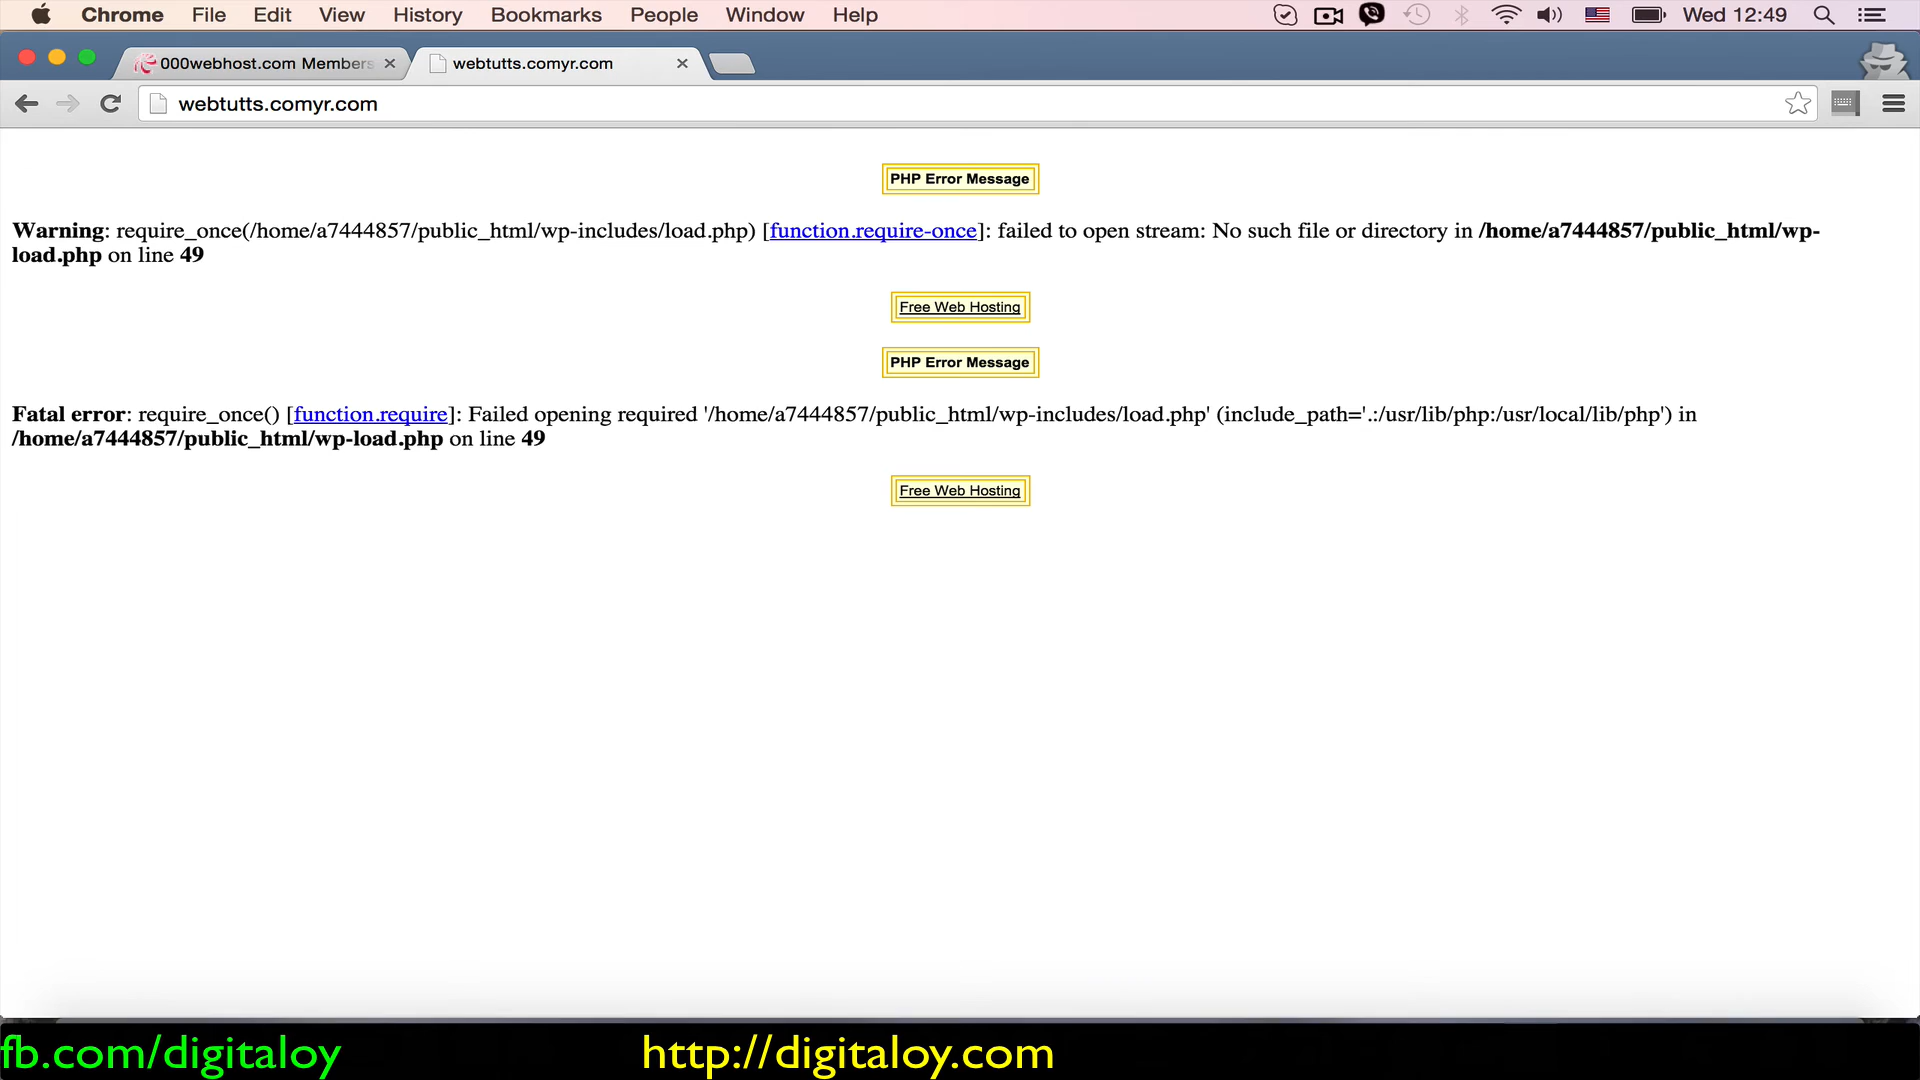 Chrome File Edit View History Bookmarks People Window Help Wed 12:49
000webhost.com Members webtutts.comyr.com
webtutts.comyr.com
PHP Error Message
Warning: require_once(/home/a7444857/public_html/wp-includes/load.php) [function.require-once]: failed to open stream: No such file or directory in /home/a7444857/public_html/wp-
load.php on line 49
Free Web Hosting
PHP Error Message
Fatal error: require_once() [function.require]: Failed opening required '/home/a7444857/public_html/wp-includes/load.php' (include_path='.:/usr/lib/php:/usr/local/lib/php') in
/home/a7444857/public_html/wp-load.php on line 49
Free Web Hosting
fb.com/digitaloy http://digitaloy.com